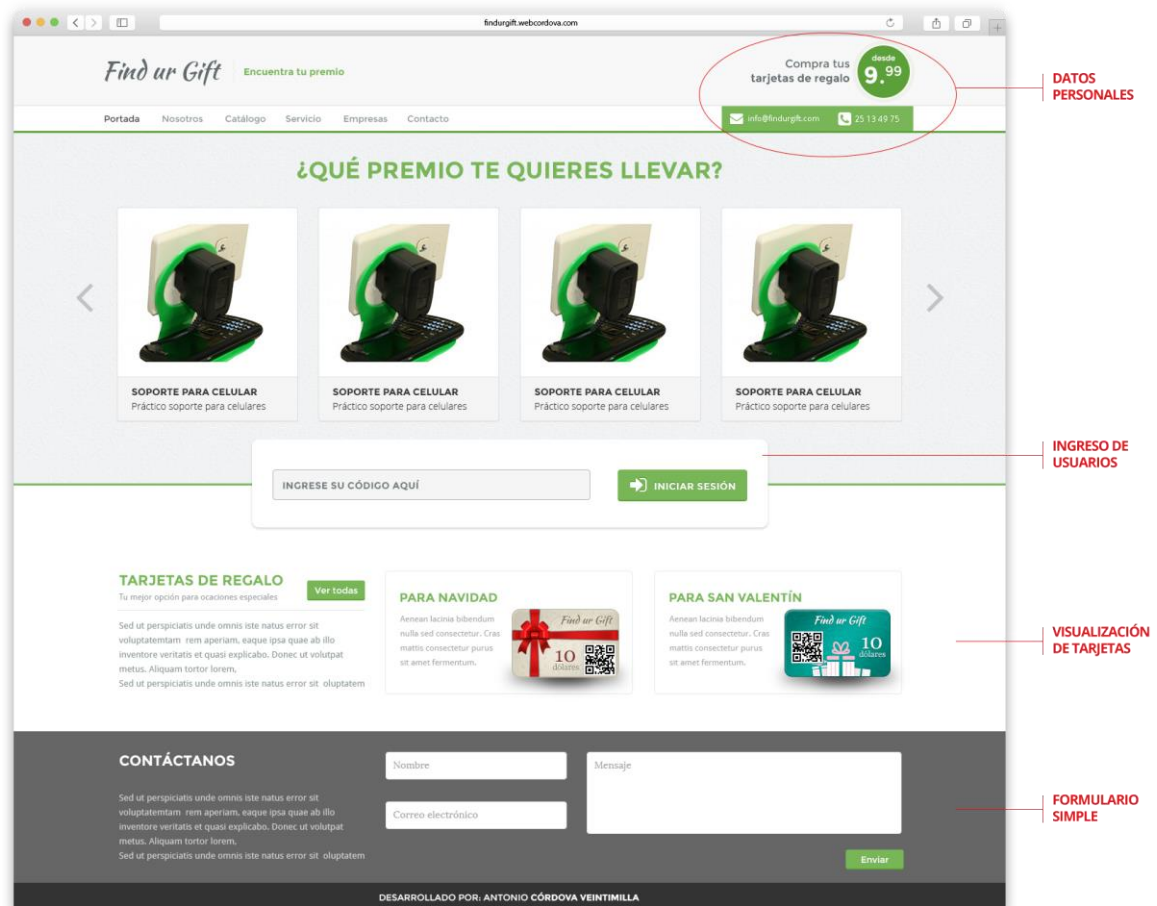 findurgift.webcordova.com
Find ur Gift
Encuentra tu premio
Compra tus
tarjetas de regalo
desde
9.99
DATOS
PERSONALES
Portada Nosotros Catálogo Servicio Empresas Contacto
info@findurgift.com 25 13 49 75
¿QUÉ PREMIO TE QUIERES LLEVAR?
SOPORTE PARA CELULAR
Práctico soporte para celulares
SOPORTE PARA CELULAR
Práctico soporte para celulares
SOPORTE PARA CELULAR
Práctico soporte para celulares
SOPORTE PARA CELULAR
Práctico soporte para celulares
INGRESO DE
USUARIOS
INGRESE SU CÓDIGO AQUÍ
INICIAR SESIÓN
TARJETAS DE REGALO
Tu mejor opción para ocaciones especiales
Ver todas
Sed ut perspiciatis unde omnis iste natus error sit
voluptatemtam rem aperiam, eaque ipsa quae ab illo
inventore veritatis et quasi explicabo. Donec ut volutpat
metus. Aliquam tortor lorem,
Sed ut perspiciatis unde omnis iste natus error sit oluptatem
PARA NAVIDAD
Aenean lacinia bibendum
nulla sed consectetur. Cras
mattis consectetur purus
sit amet fermentum.
Find ur Gift
10
dólares
PARA SAN VALENTÍN
Aenean lacinia bibendum
nulla sed consectetur. Cras
mattis consectetur purus
sit amet fermentum.
Find ur Gift
10
dólares
VISUALIZACIÓN
DE TARJETAS
CONTÁCTANOS
Sed ut perspiciatis unde omnis iste natus error sit
voluptatemtam rem aperiam, eaque ipsa quae ab illo
inventore veritatis et quasi explicabo. Donec ut volutpat
metus. Aliquam tortor lorem,
Sed ut perspiciatis unde omnis iste natus error sit oluptatem
Nombre
Correo electrónico
Mensaje
Enviar
FORMULARIO
SIMPLE
DESARROLLADO POR: ANTONIO CÓRDOVA VEINTIMILLA